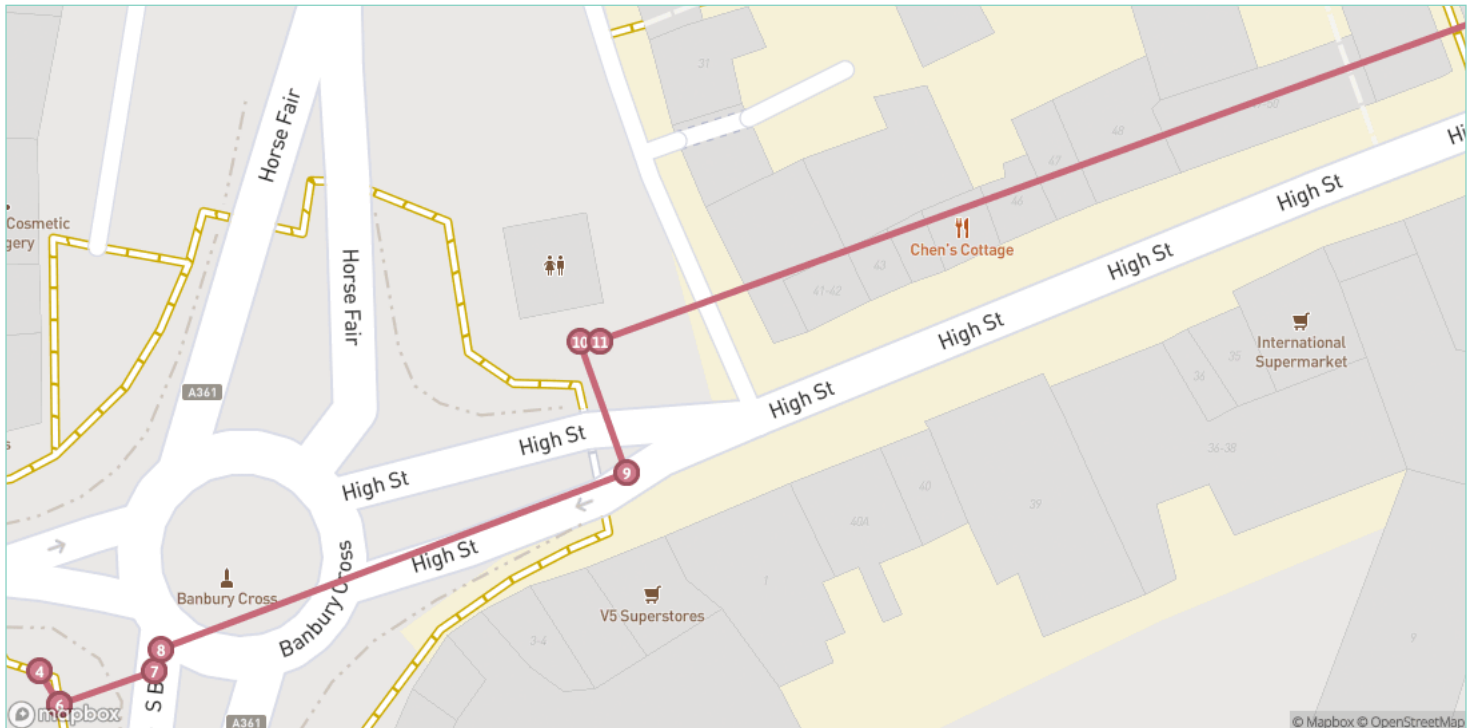 31
Horse Fair
48
47
High St
Cosmetic
gery
46
Chen's Cottage
43
41-42
High St
Horse Fair
High St
10
11
International
Supermarket
35
36
A361
High St
High St
36-38
High St
9
40
39
40A
High St
Banbury Cross
Banbury Cross
1
V5 Superstores
3-4
8
7
4
6
S B
9
mapbox
A361
© Mapbox © OpenStreetMap